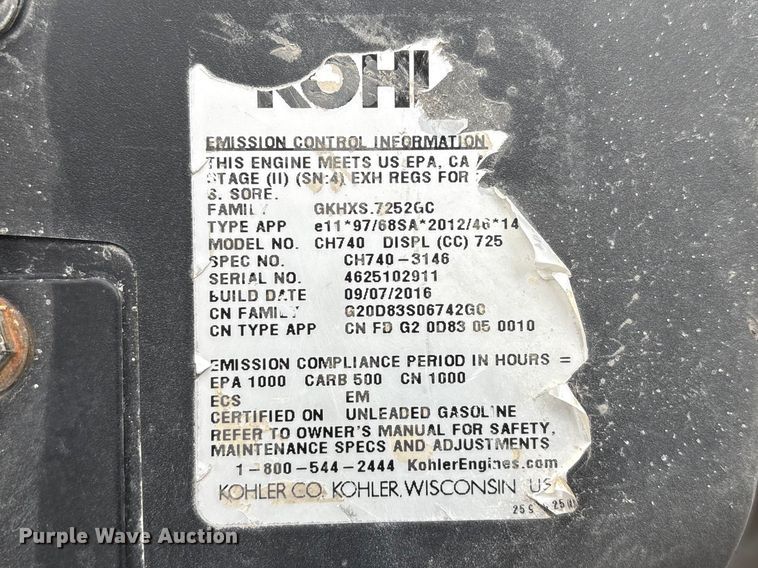 KOHL
EMISSION CONTROL INFORMATION
THIS ENGINE MEETS US EPA, CA
STAGE (II) (SN:4) EXH REGS FOR
S. SORE.
FAMILY GKHXS.7252GC
TYPE APP e11*97/68SA*2012/46*14
MODEL NO. CH740 DISPL (CC) 725
SPEC NO. CH740-3146
SERIAL NO. 4625102911
BUILD DATE 09/07/2016
CN FAMILY G20D83S06742GC
CN TYPE APP CN FD G2 0D83 05 0010
EMISSION COMPLIANCE PERIOD IN HOURS =
EPA 1000 CARB 500 CN 1000
ECS EM
CERTIFIED ON UNLEADED GASOLINE
REFER TO OWNER'S MANUAL FOR SAFETY,
MAINTENANCE SPECS AND ADJUSTMENTS
1-800-544-2444 KohlerEngines.com
KOHLER CO. KOHLER, WISCONSIN US
Purple Wave Auction